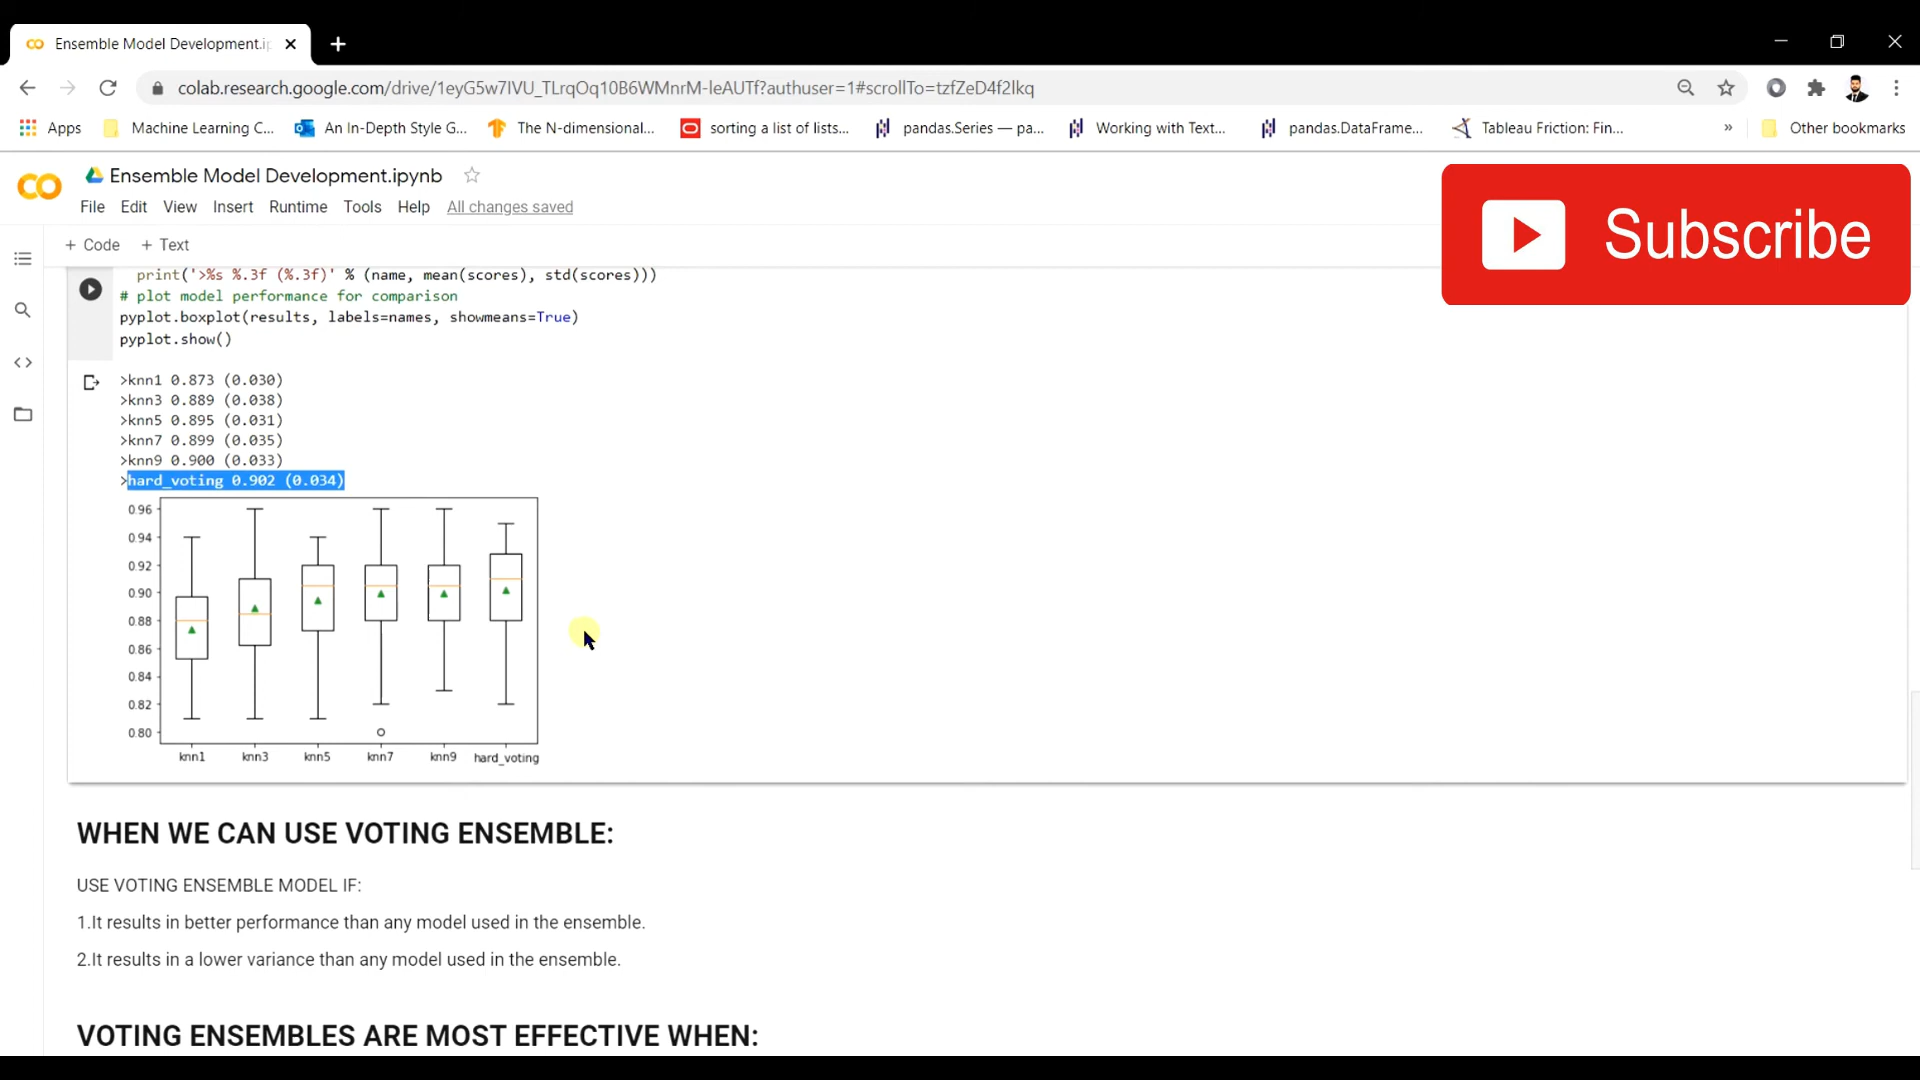 Ensemble Model Development.ip
colab.research.google.com/drive/1eyG5w7IVU_TLrqOq10B6WMnrM-leAUTf?authuser=1#scrollTo=tzfZeD4f2lkq
Apps Machine Learning C... An In-Depth Style G... The N-dimensional... sorting a list of lists... pandas.Series — pa... Working with Text... pandas.DataFrame... Tableau Friction: Fin... » Other bookmarks
Ensemble Model Development.ipynb
File Edit View Insert Runtime Tools Help All changes saved
Subscribe
+ Code + Text
print('>%s %.3f (%.3f)' % (name, mean(scores), std(scores)))
# plot model performance for comparison
pyplot.boxplot(results, labels=names, showmeans=True)
pyplot.show()
>knn1 0.873 (0.030)
>knn3 0.889 (0.038)
>knn5 0.895 (0.031)
>knn7 0.899 (0.035)
>knn9 0.900 (0.033)
>hard_voting 0.902 (0.034)
0.96
0.94
0.92
0.90
0.88
0.86
0.84
0.82
0.80
knn1 knn3 knn5 knn7 knn9 hard_voting
WHEN WE CAN USE VOTING ENSEMBLE:
USE VOTING ENSEMBLE MODEL IF:
1.It results in better performance than any model used in the ensemble.
2.It results in a lower variance than any model used in the ensemble.
VOTING ENSEMBLES ARE MOST EFFECTIVE WHEN: